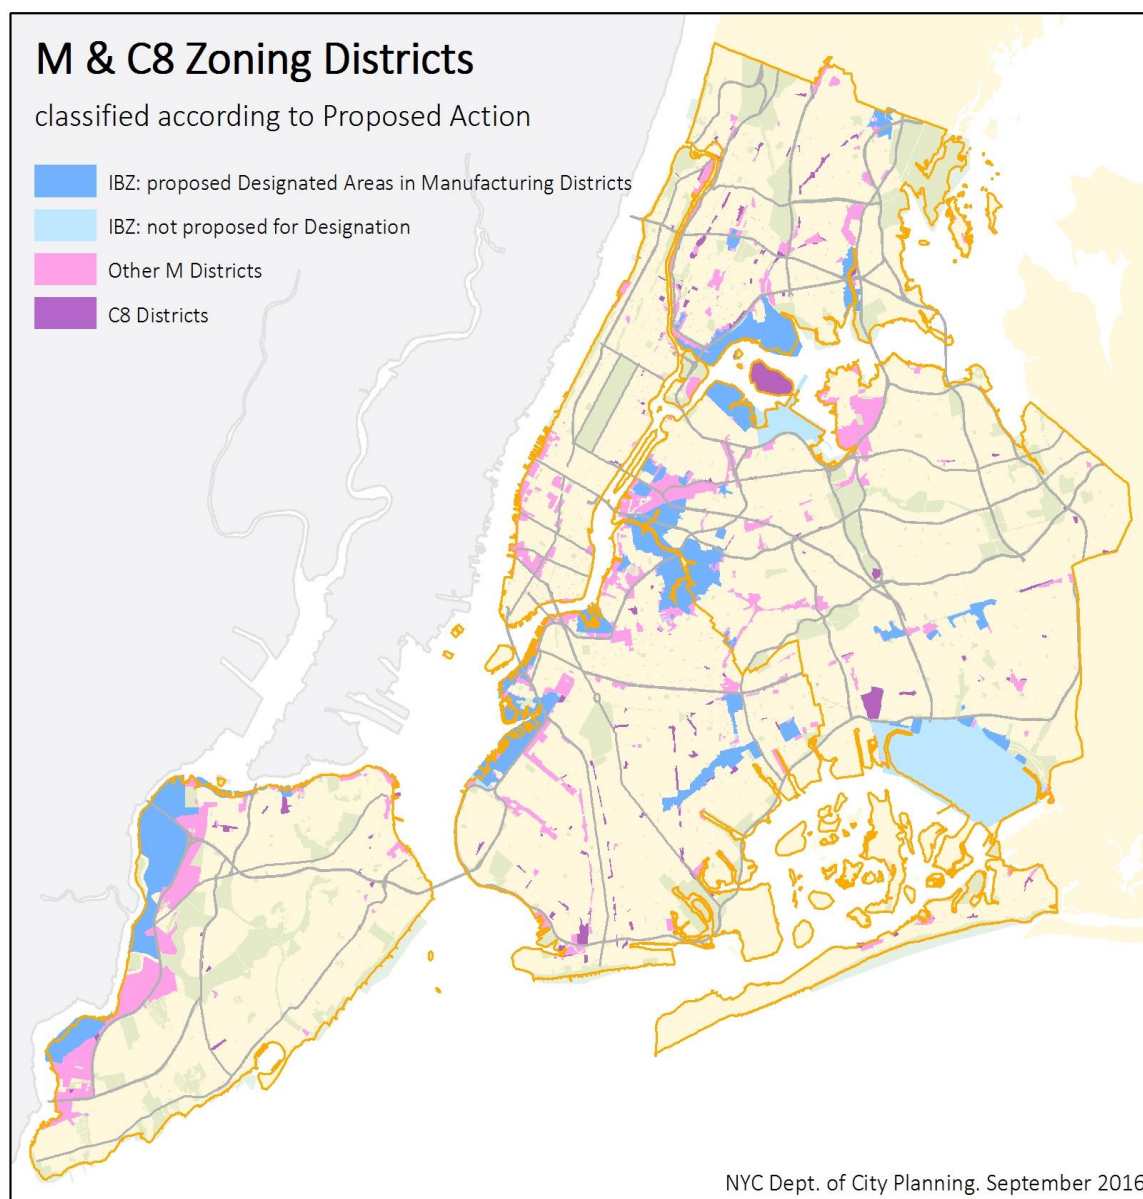 M & C8 Zoning Districts
classified according to Proposed Action
IBZ: proposed Designated Areas in Manufacturing Districts
IBZ: not proposed for Designation
Other M Districts
C8 Districts
NYC Dept. of City Planning. September 2016